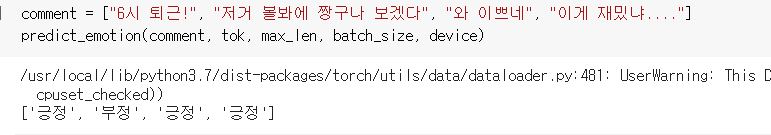 comment = ["6시 퇴근!", "저거 볼봐에 짱구나 보겠다", "와 이쁘네", "이게 재밌냐...."]
predict_emotion(comment, tok, max_len, batch_size, device)
/usr/local/lib/python3.7/dist-packages/torch/utils/data/dataloader.py:481: UserWarning: This D
cpuset_checked))
['긍정', '부정', '긍정', '긍정']